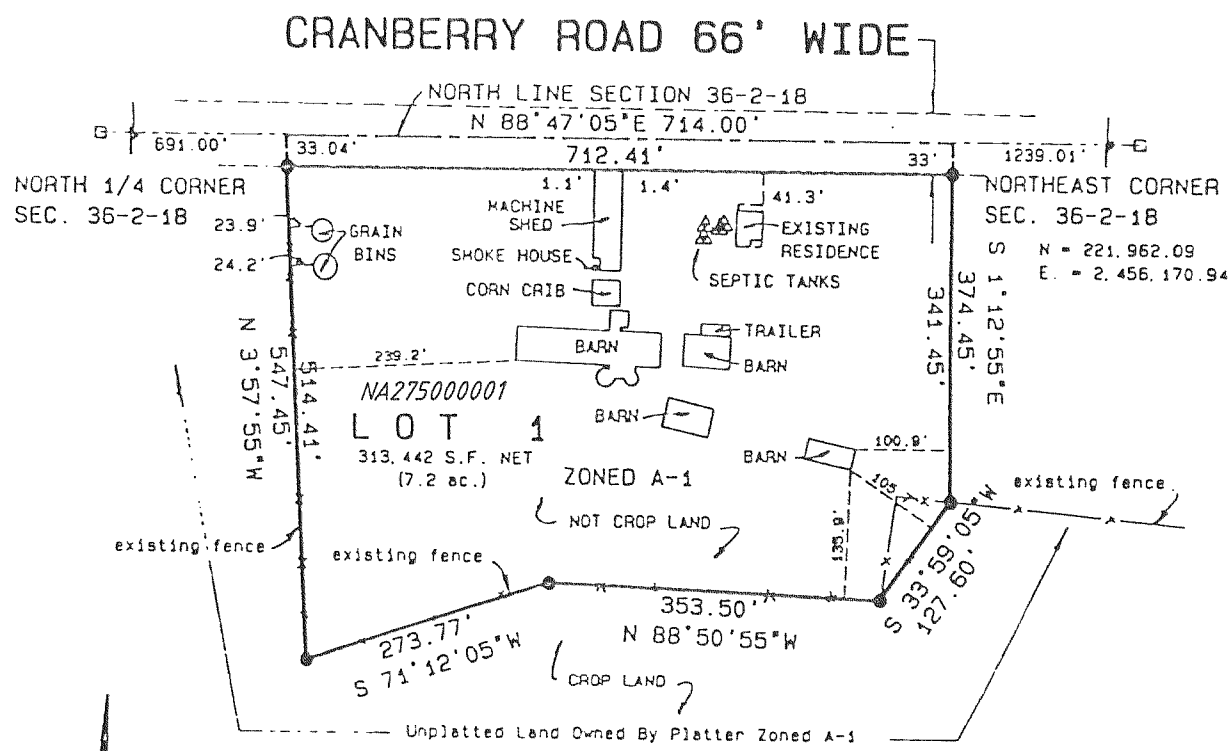 CRANBERRY ROAD 66' WIDE
NORTH LINE SECTION 36-2-18
N 88°47'05"E 714.00'
691.00'
33.04'
712.41'
33'
1239.01'
NORTH 1/4 CORNER
SEC. 36-2-18
NORTHEAST CORNER
SEC. 36-2-18
N = 221,962.09
E. = 2,456,170.94
1.1'
1.4'
41.3'
MACHINE
SHED
23.9'
GRAIN
BINS
24.2'
SMOKE HOUSE
EXISTING
RESIDENCE
SEPTIC TANKS
CORN CRIB
S 1°12'55"E
374.45'
341.45'
TRAILER
BARN
BARN
239.2'
N 3°57'55"W
547.45'
514.41'
NA275000001
LOT 1
313,442 S.F. NET
(7.2 ac.)
BARN
ZONED A-1
BARN
100.9'
105
135.9'
existing fence
NOT CROP LAND
existing fence
existing fence
S 33°59'05"W
127.60'
353.50'
N 88°50'55"W
273.77'
S 71°12'05"W
CROP LAND
Unplatted Land Owned By Platter Zoned A-1